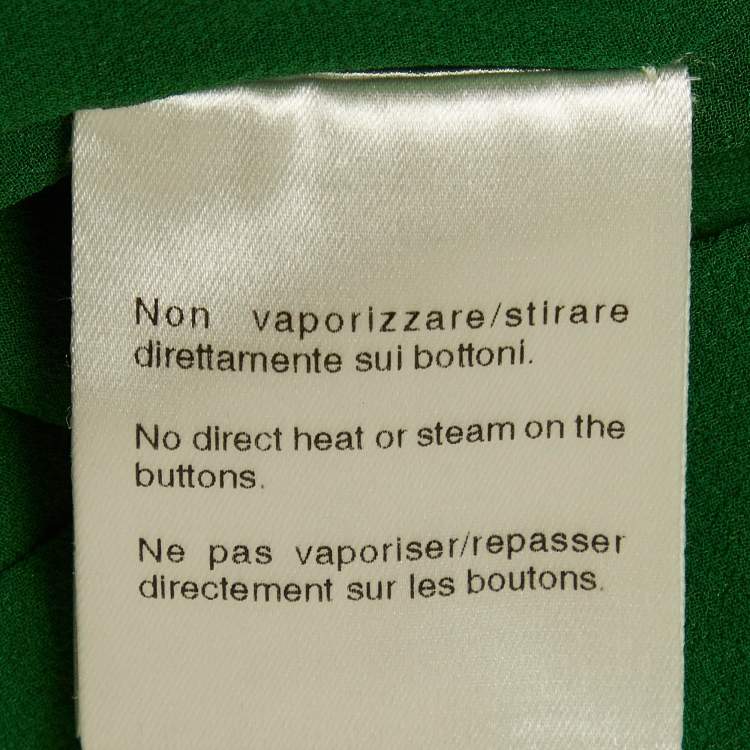 Non vaporizzare/stirare
direttamente sui bottoni.
No direct heat or steam on the
buttons.
Ne pas vaporiser/repasser
directement sur les boutons.